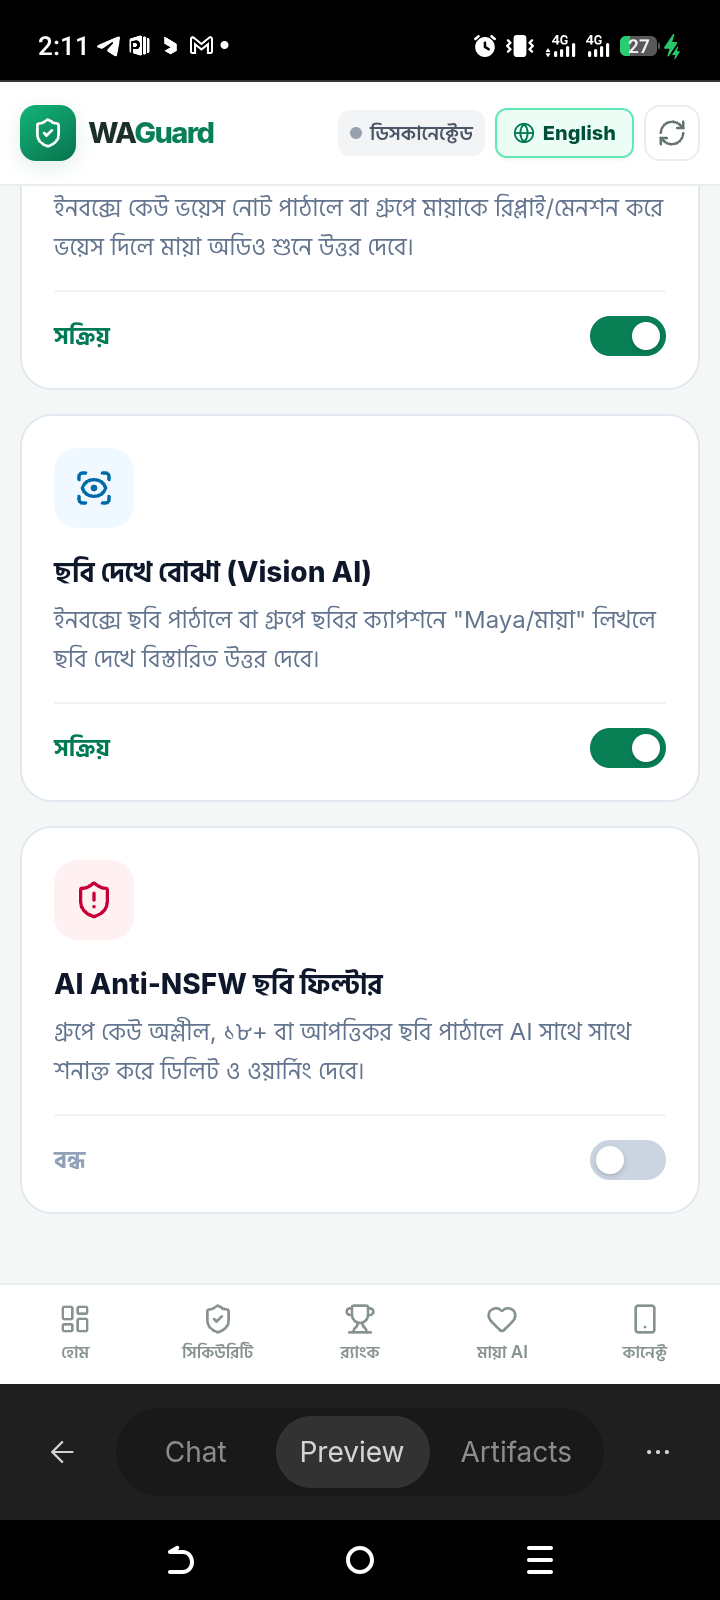 2:11
4G
4G
27
WAGuard
ডিসকানেক্টেড
English
ইনবক্সে কেউ ভয়েস নোট পাঠালে বা গ্রুপে মায়াকে রিপ্লাই/মেনশন করে
ভয়েস দিলে মায়া অডিও শুনে উত্তর দেবে।
সক্রিয়
ছবি দেখে বোঝা (Vision AI)
ইনবক্সে ছবি পাঠালে বা গ্রুপে ছবির ক্যাপশনে "Maya/মায়া" লিখলে
ছবি দেখে বিস্তারিত উত্তর দেবে।
সক্রিয়
AI Anti-NSFW ছবি ফিল্টার
গ্রুপে কেউ অশ্লীল, ১৮+ বা আপত্তিকর ছবি পাঠালে AI সাথে সাথে
শনাক্ত করে ডিলিট ও ওয়ার্নিং দেবে।
বন্ধ
হোম
সিকিউরিটি
র‍্যাংক
মায়া AI
কানেক্ট
Chat
Preview
Artifacts